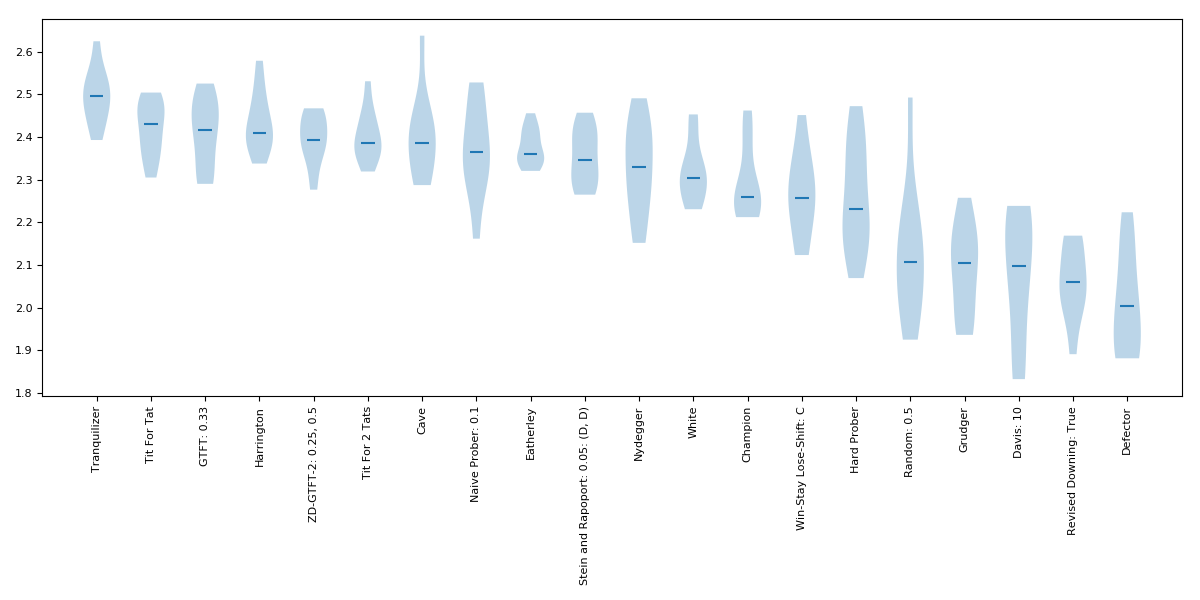 2.6
2.5
2.4
2.3
2.2
2.1
2.0
1.9
1.8
Tranquilizer
Tit For Tat
GTFT: 0.33
Harrington
ZD-GTFT-2: 0.25, 0.5
Tit For 2 Tats
Cave
Naive Prober: 0.1
Eatherley
Stein and Rapoport: 0.05: (D, D)
Nydegger
White
Champion
Win-Stay Lose-Shift: C
Hard Prober
Random: 0.5
Grudger
Davis: 10
Revised Downing: True
Defector